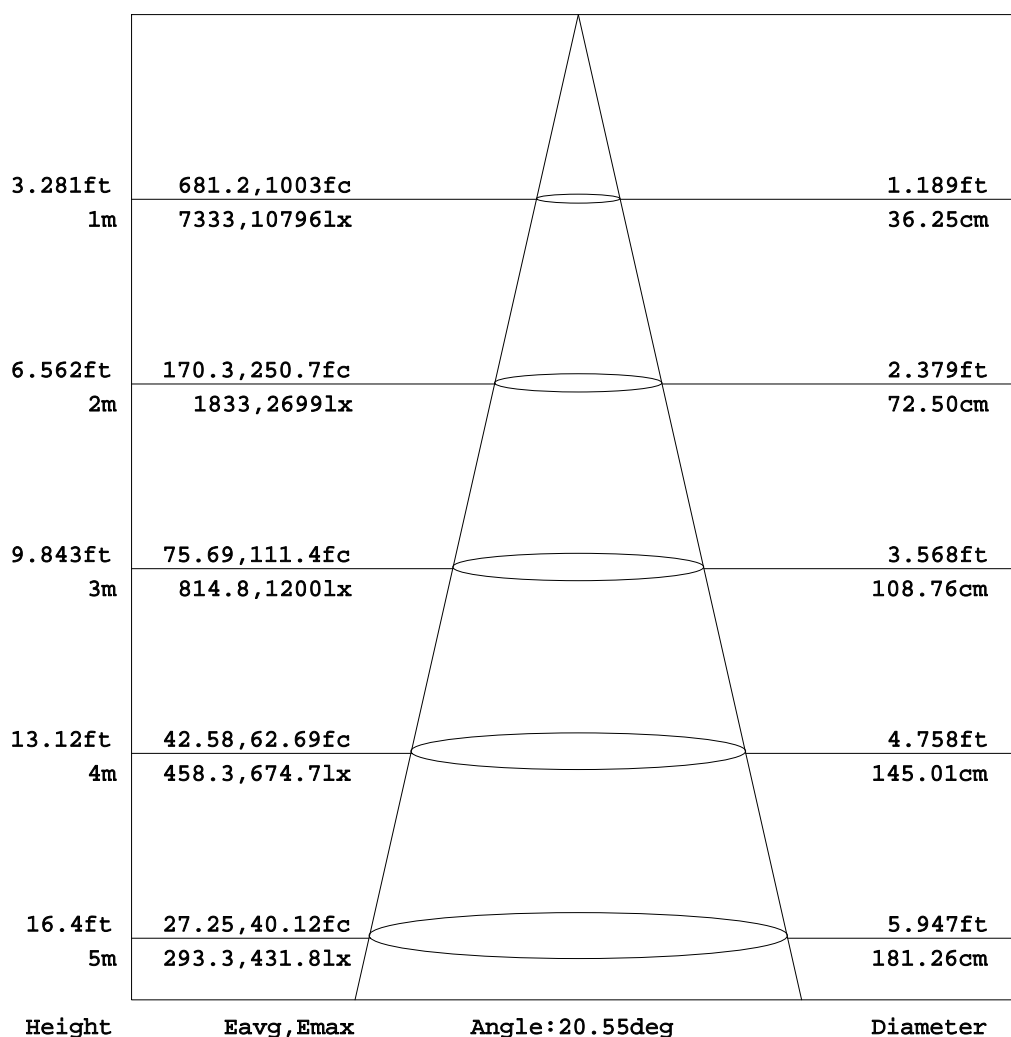 3.281ft 681.2,1003fc 1.189ft
1m 7333,10796lx 36.25cm
6.562ft 170.3,250.7fc 2.379ft
2m 1833,2699lx 72.50cm
9.843ft 75.69,111.4fc 3.568ft
3m 814.8,1200lx 108.76cm
13.12ft 42.58,62.69fc 4.758ft
4m 458.3,674.7lx 145.01cm
16.4ft 27.25,40.12fc 5.947ft
5m 293.3,431.8lx 181.26cm
Height Eavg,Emax Angle:20.55deg Diameter